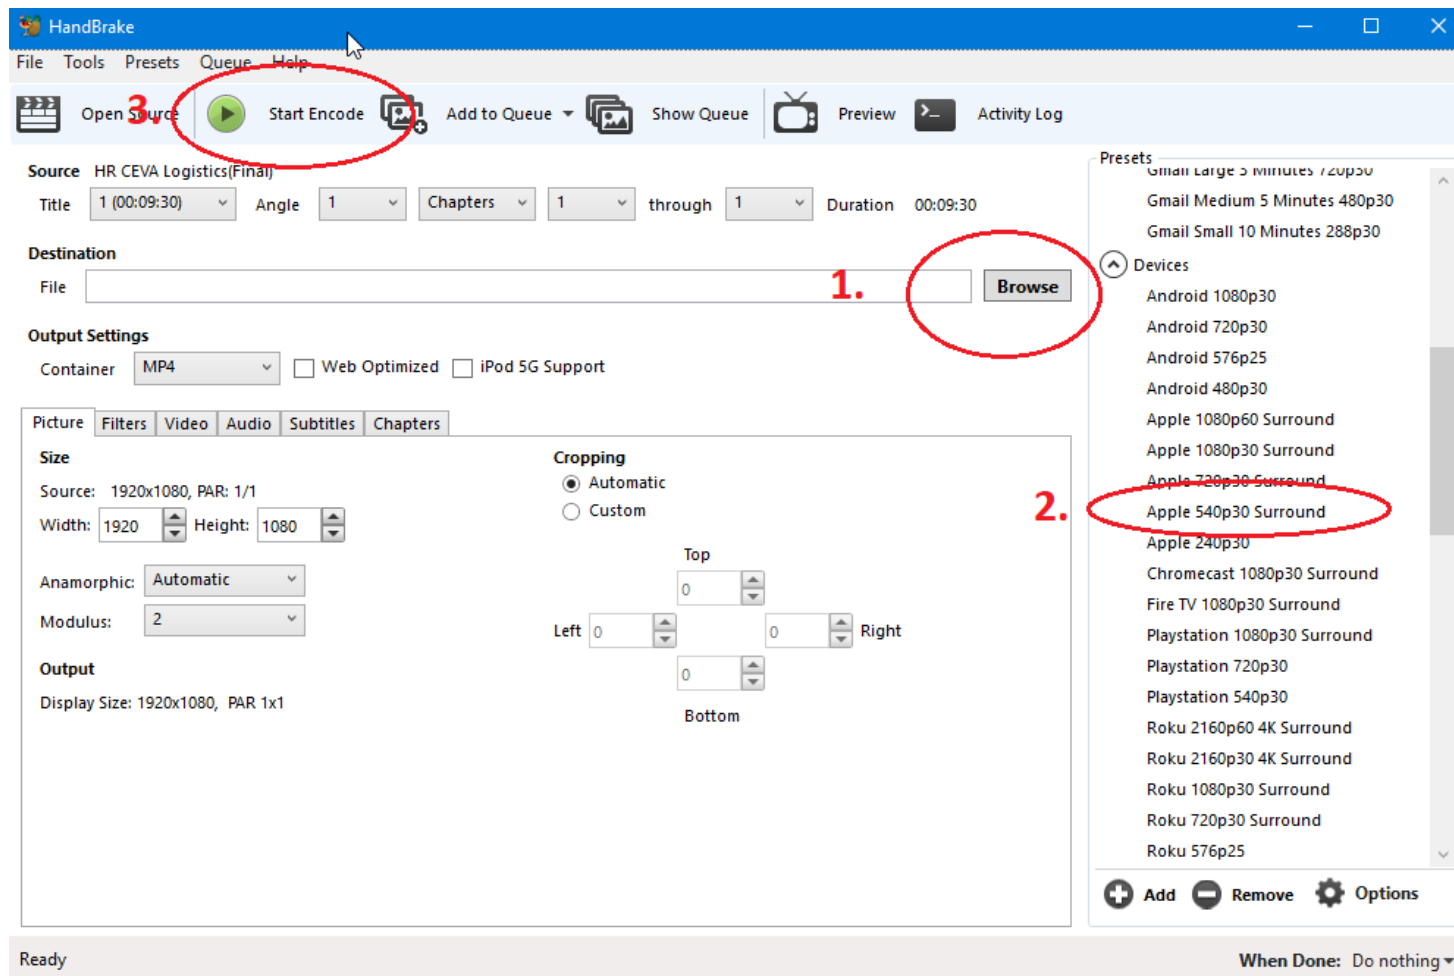 HandBrake
File Tools Presets Queue Help
3.
Open Source Start Encode Add to Queue Show Queue Preview Activity Log
Source HR CEVA Logistics(Final)
Title 1 (00:09:30) Angle 1 Chapters 1 through 1 Duration 00:09:30
Destination
File 1. Browse
Output Settings
Container MP4 Web Optimized iPod 5G Support
Picture Filters Video Audio Subtitles Chapters
Size
Source: 1920x1080, PAR: 1/1
Width: 1920 Height: 1080
Anamorphic: Automatic
Modulus: 2
Output
Display Size: 1920x1080, PAR 1x1
Cropping
Automatic
Custom
Top
0
Left 0 0 Right
0
Bottom
2.
Presets
Gmail Large 3 Minutes 720p30
Gmail Medium 5 Minutes 480p30
Gmail Small 10 Minutes 288p30
Devices
Android 1080p30
Android 720p30
Android 576p25
Android 480p30
Apple 1080p60 Surround
Apple 1080p30 Surround
Apple 720p30 Surround
Apple 540p30 Surround
Apple 240p30
Chromecast 1080p30 Surround
Fire TV 1080p30 Surround
Playstation 1080p30 Surround
Playstation 720p30
Playstation 540p30
Roku 2160p60 4K Surround
Roku 2160p30 4K Surround
Roku 1080p30 Surround
Roku 720p30 Surround
Roku 576p25
Add Remove Options
Ready
When Done: Do nothing